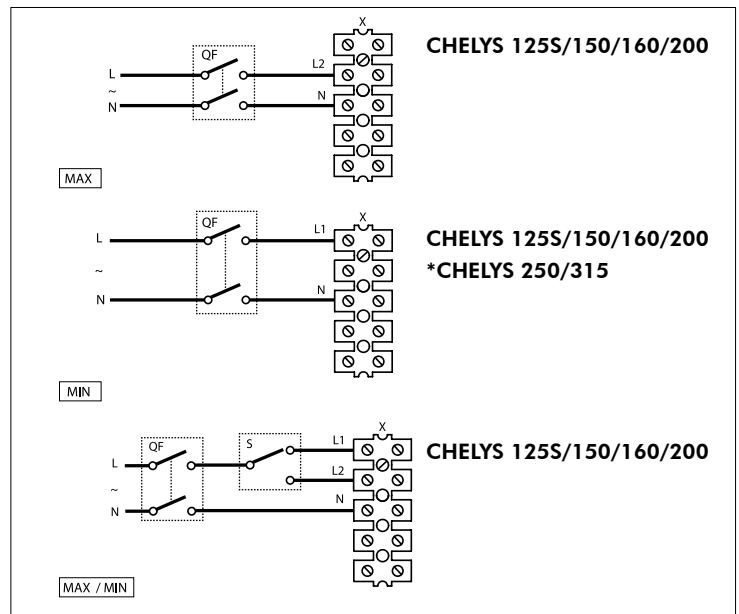 X
CHELYS 125S/150/160/200
QF
L2
L
~
N
N
MAX
X
QF
L1
L
CHELYS 125S/150/160/200
~
*CHELYS 250/315
N
N
MIN
X
QF
S
L1
CHELYS 125S/150/160/200
L
L2
~
N
N
MAX / MIN